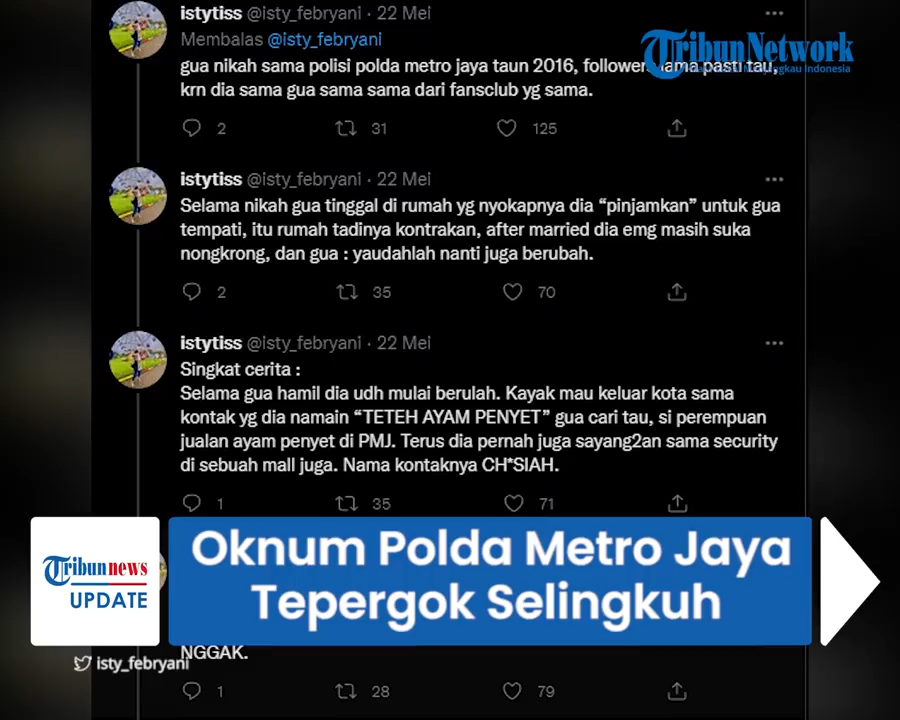 istytiss @isty_febryani · 22 Mei
Membalas @isty_febryani
gua nikah sama polisi polda metro jaya taun 2016, follower lama pasti tau,
krn dia sama gua sama sama dari fansclub yg sama.
2 31 125
TribunNetwork
Indonesia
istytiss @isty_febryani · 22 Mei
Selama nikah gua tinggal di rumah yg nyokapnya dia “pinjamkan” untuk gua
tempati, itu rumah tadinya kontrakan, after married dia emg masih suka
nongkrong, dan gua : yaudahlah nanti juga berubah.
2 35 70
istytiss @isty_febryani · 22 Mei
Singkat cerita :
Selama gua hamil dia udh mulai berulah. Kayak mau keluar kota sama
kontak yg dia namain “TETEH AYAM PENYET” gua cari tau, si perempuan
jualan ayam penyet di PMJ. Terus dia pernah juga sayang2an sama security
di sebuah mall juga. Nama kontaknya CH*SIAH.
1 35 71
Tribunnews
UPDATE
Oknum Polda Metro Jaya
Tepergok Selingkuh
NGGAK.
isty_febryani
1 28 79